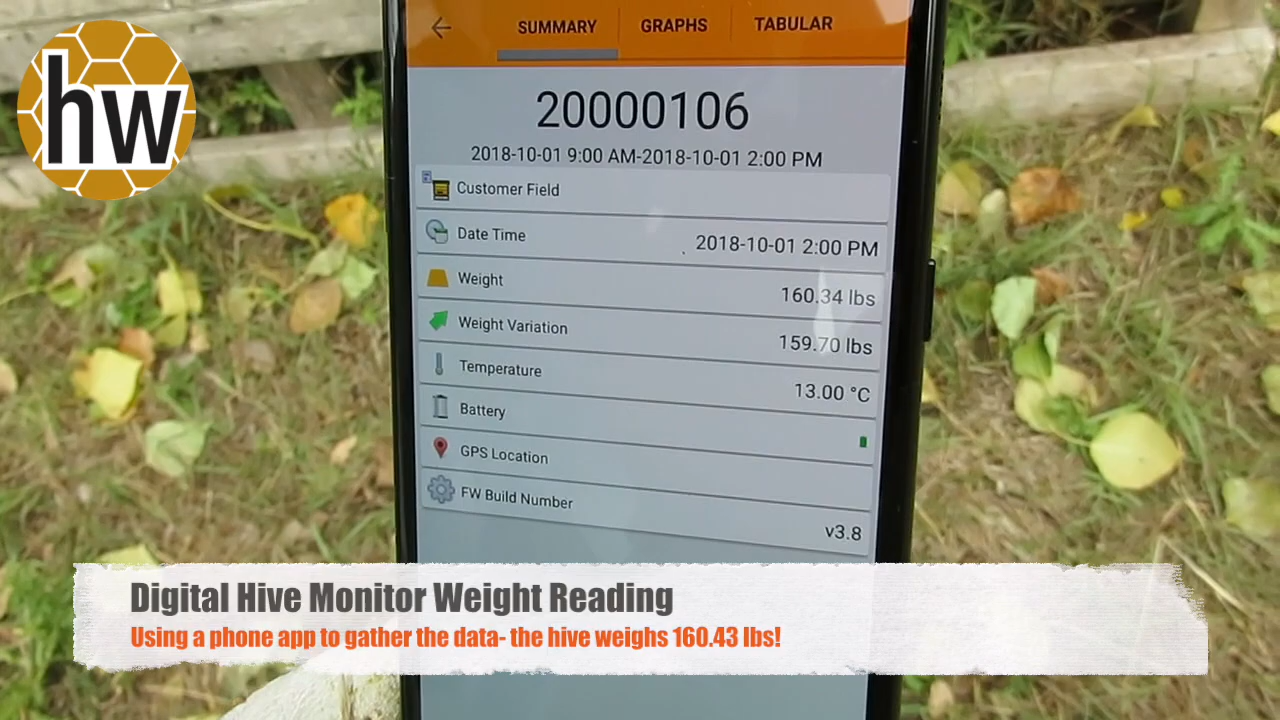 hw
SUMMARY GRAPHS TABULAR
20000106
2018-10-01 9:00 AM-2018-10-01 2:00 PM
Customer Field
Date Time 2018-10-01 2:00 PM
Weight 160.34 lbs
Weight Variation 159.70 lbs
Temperature 13.00 °C
Battery
GPS Location
FW Build Number v3.8
Digital Hive Monitor Weight Reading
Using a phone app to gather the data- the hive weighs 160.43 lbs!